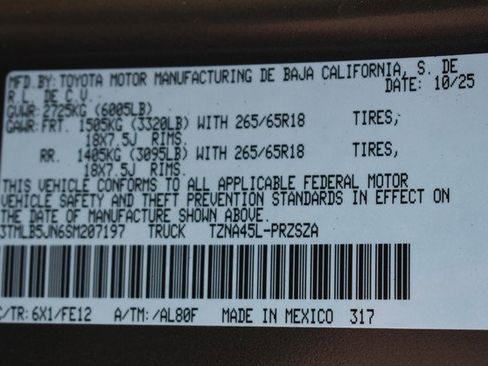 MFD.BY: TOYOTA MOTOR MANUFACTURING DE BAJA CALIFORNIA, S. DE
R.L. DE C.V. DATE: 10/25
GVWR: 2725KG (6005LB)
GAWR: FRT. 1505KG (3320LB) WITH 265/65R18 TIRES,
18X7.5J RIMS.
RR. 1405KG (3095LB) WITH 265/65R18 TIRES,
18X7.5J RIMS.
THIS VEHICLE CONFORMS TO ALL APPLICABLE FEDERAL MOTOR
VEHICLE SAFETY AND THEFT PREVENTION STANDARDS IN EFFECT ON
THE DATE OF MANUFACTURE SHOWN ABOVE.
3TMLB5JN6SM207197 TRUCK TZNA45L-PRZSZA
C/TR: 6X1/FE12 A/TM: /AL80F MADE IN MEXICO 317